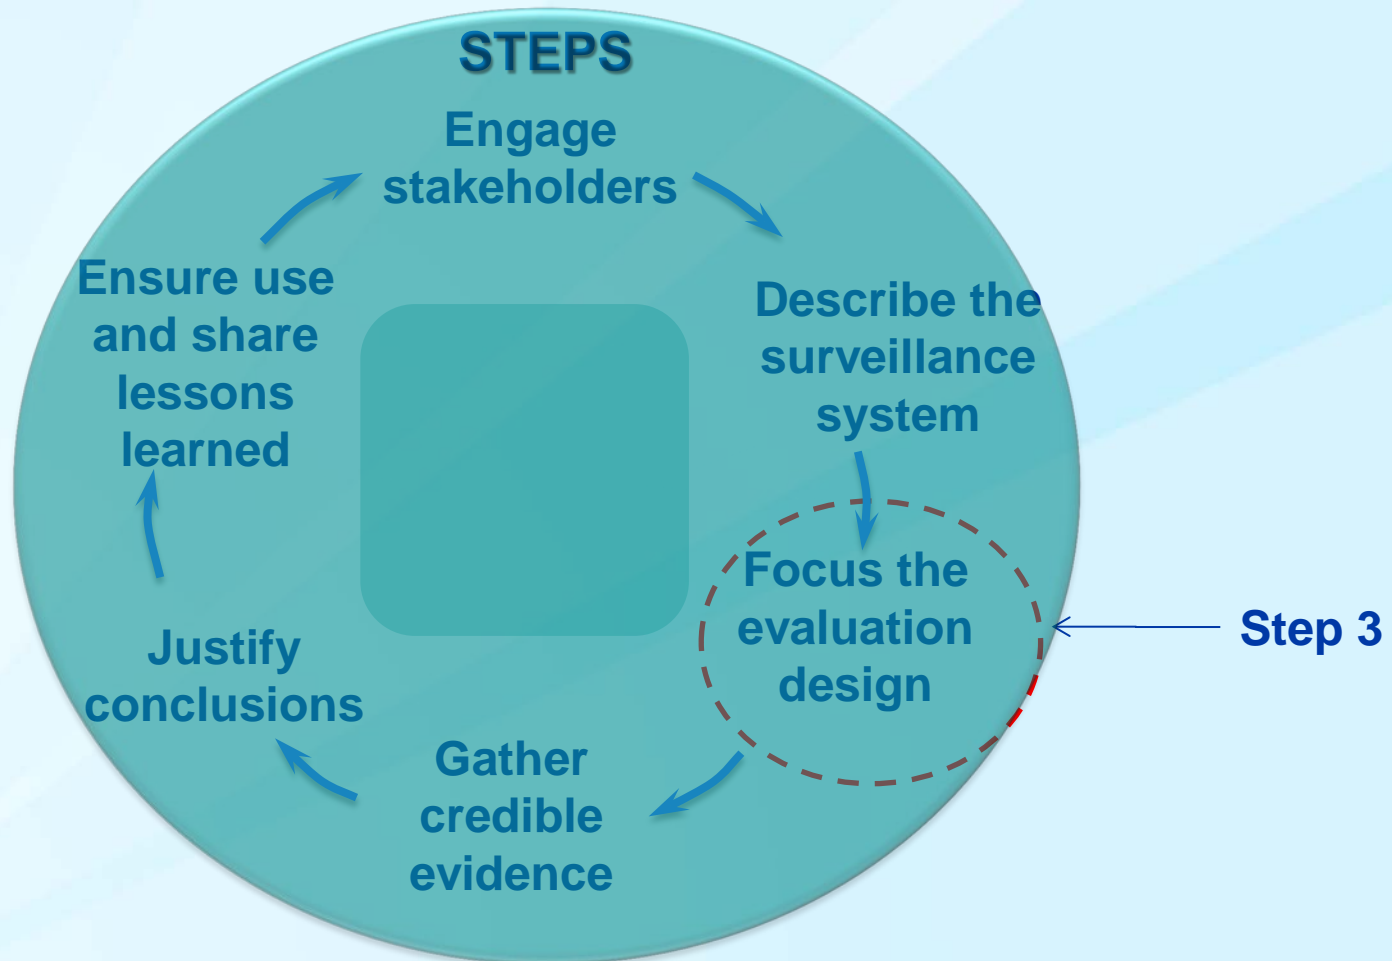 STEPS
Engage
stakeholders
Describe the
surveillance
system
Focus the
evaluation
design
Step 3
Gather
credible
evidence
Justify
conclusions
Ensure use
and share
lessons
learned